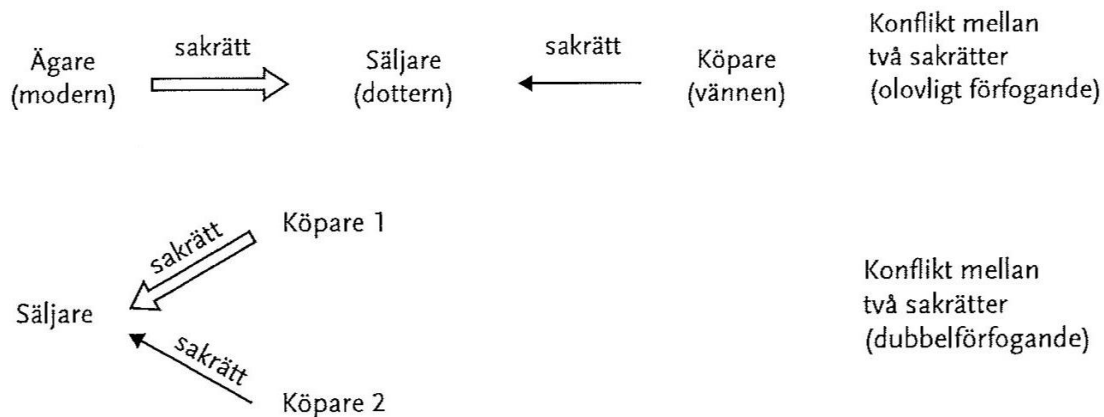 sakrätt
Ägare
(modern)
Säljare
(dottern)
sakrätt
Köpare
(vännen)
Konflikt mellan
två sakrätter
(olovligt förfogande)
Köpare 1
sakrätt
Säljare
sakrätt
Köpare 2
Konflikt mellan
två sakrätter
(dubbelförfogande)